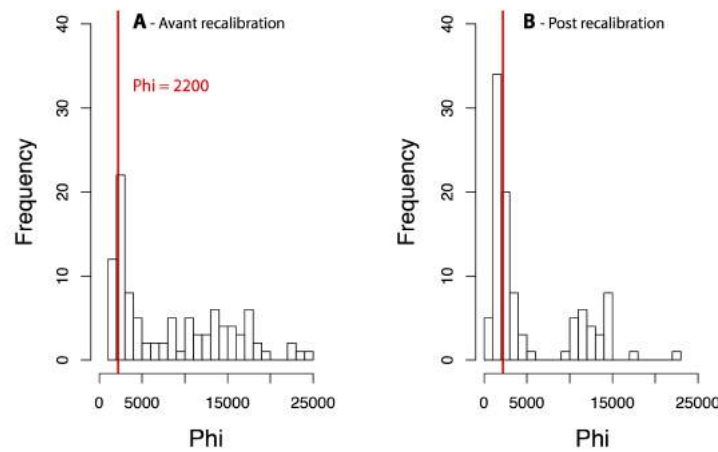 A - Avant recalibration
Phi = 2200
Frequency
40
30
20
10
0
0 5000 15000 25000
Phi
B - Post recalibration
Frequency
40
30
20
10
0
0 5000 15000 25000
Phi